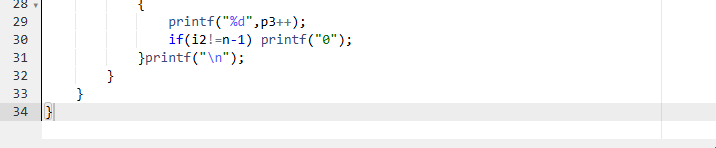 28 {
29 printf("%d",p3++);
30 if(i2!=n-1) printf("0");
31 }printf("\n");
32 }
33 }
34 }